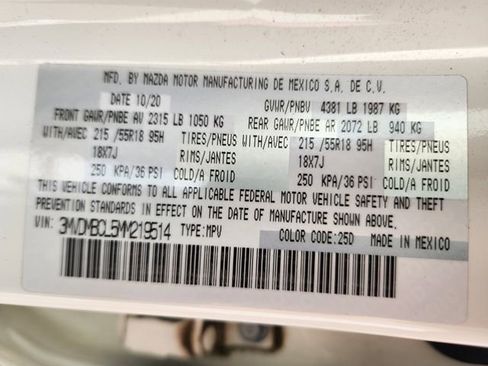 MFD. BY MAZDA MOTOR MANUFACTURING DE MEXICO S.A. DE C.V.
DATE 10/20 GVWR/PNBV 4381 LB 1987 KG
FRONT GAWR/PNBE AV 2315 LB 1050 KG REAR GAWR/PNBE AR 2072 LB 940 KG
WITH/AVEC 215 /55R18 95H TIRES/PNEUS WITH/AVEC 215 /55R18 95H TIRES/PNEUS
18X7J RIMS/JANTES 18X7J RIMS/JANTES
250 KPA/36 PSI COLD/A FROID 250 KPA/36 PSI COLD/A FROID
THIS VEHICLE CONFORMS TO ALL APPLICABLE FEDERAL MOTOR VEHICLE SAFETY AND THEFT
PREVENTION STANDARDS IN EFFECT ON THE DATE OF MANUFACTURE SHOWN ABOVE.
VIN: 3MVDMBCL5MM219514 TYPE:MPV COLOR CODE:25D MADE IN MEXICO